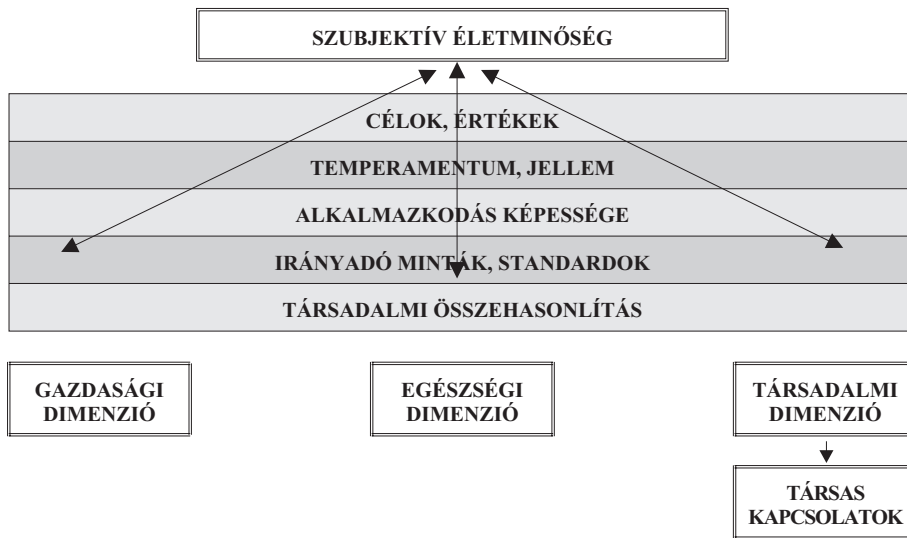 SZUBJEKTÍV ÉLETMINŐSÉG
CÉLOK, ÉRTÉKEK
TEMPERAMENTUM, JELLEM
ALKALMAZKODÁS KÉPESSÉGE
IRÁNYADÓ MINTÁK, STANDARDOK
TÁRSADALMI ÖSSZEHASONLÍTÁS
GAZDASÁGI
DIMENZIÓ
EGÉSZSÉGI
DIMENZIÓ
TÁRSADALMI
DIMENZIÓ
TÁRSAS
KAPCSOLATOK